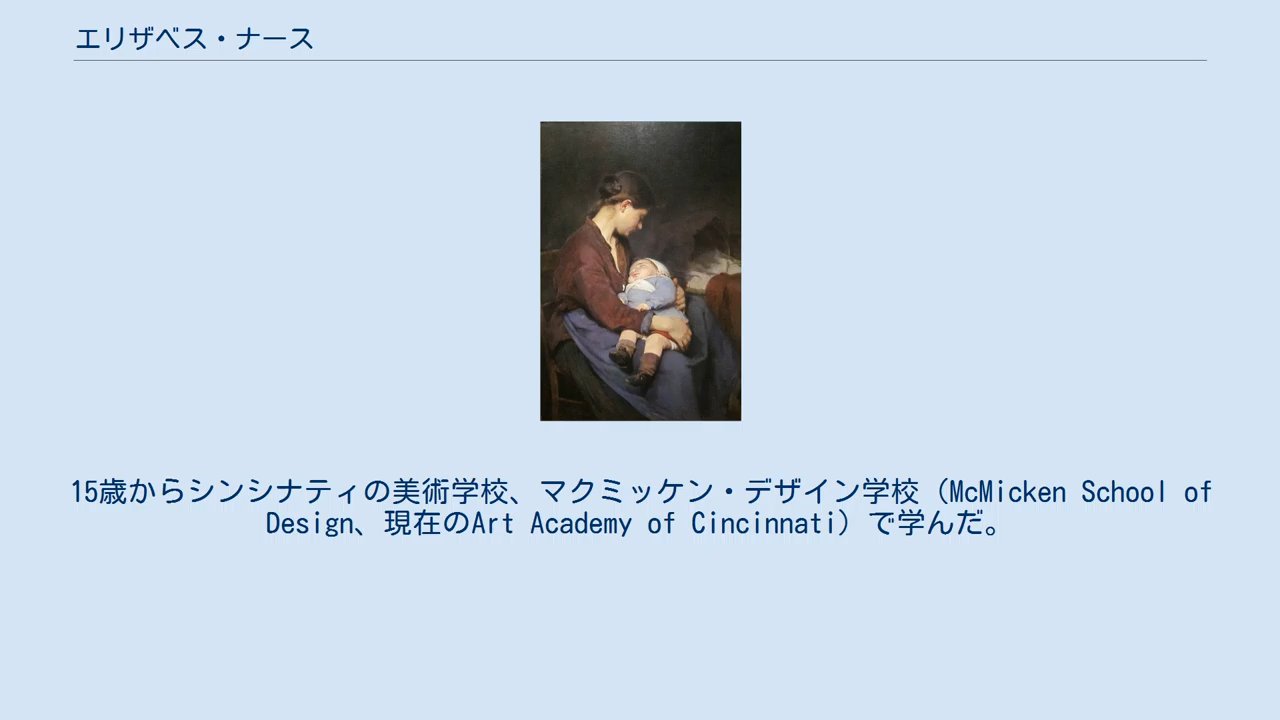 エリザベス・ナース
15歳からシンシナティの美術学校、マクミッケン・デザイン学校（McMicken School of
Design、現在のArt Academy of Cincinnati）で学んだ。